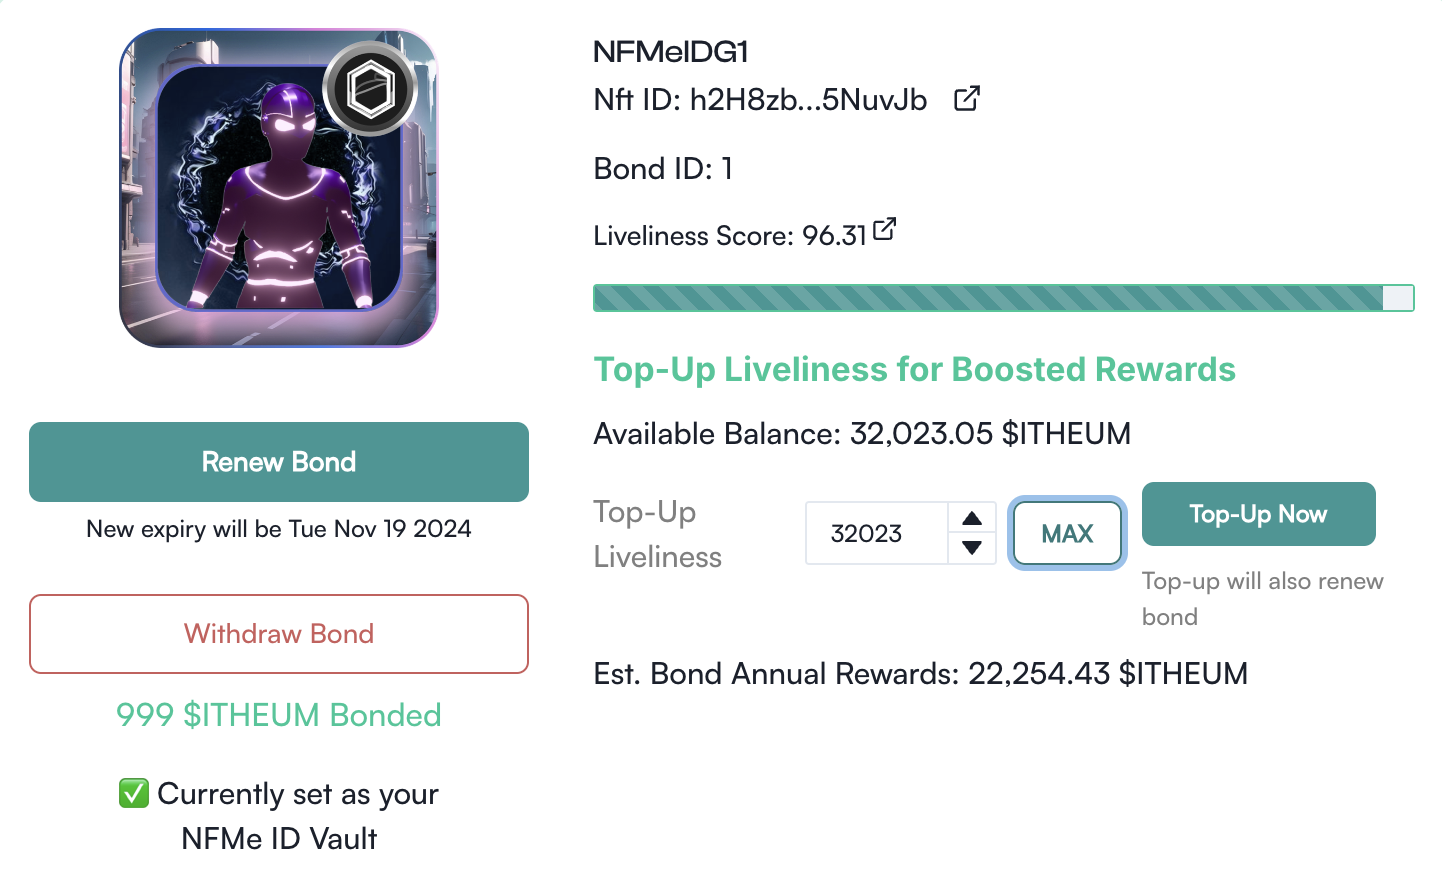 NFMeIDG1
Nft ID: h2H8zb...5NuvJb
Bond ID: 1
Liveliness Score: 96.31
Top-Up Liveliness for Boosted Rewards
Available Balance: 32,023.05 $ITHEUM
Top-Up
Liveliness
32023
MAX
Top-Up Now
Top-up will also renew
bond
Est. Bond Annual Rewards: 22,254.43 $ITHEUM
Renew Bond
New expiry will be Tue Nov 19 2024
Withdraw Bond
999 $ITHEUM Bonded
✅ Currently set as your
NFMe ID Vault